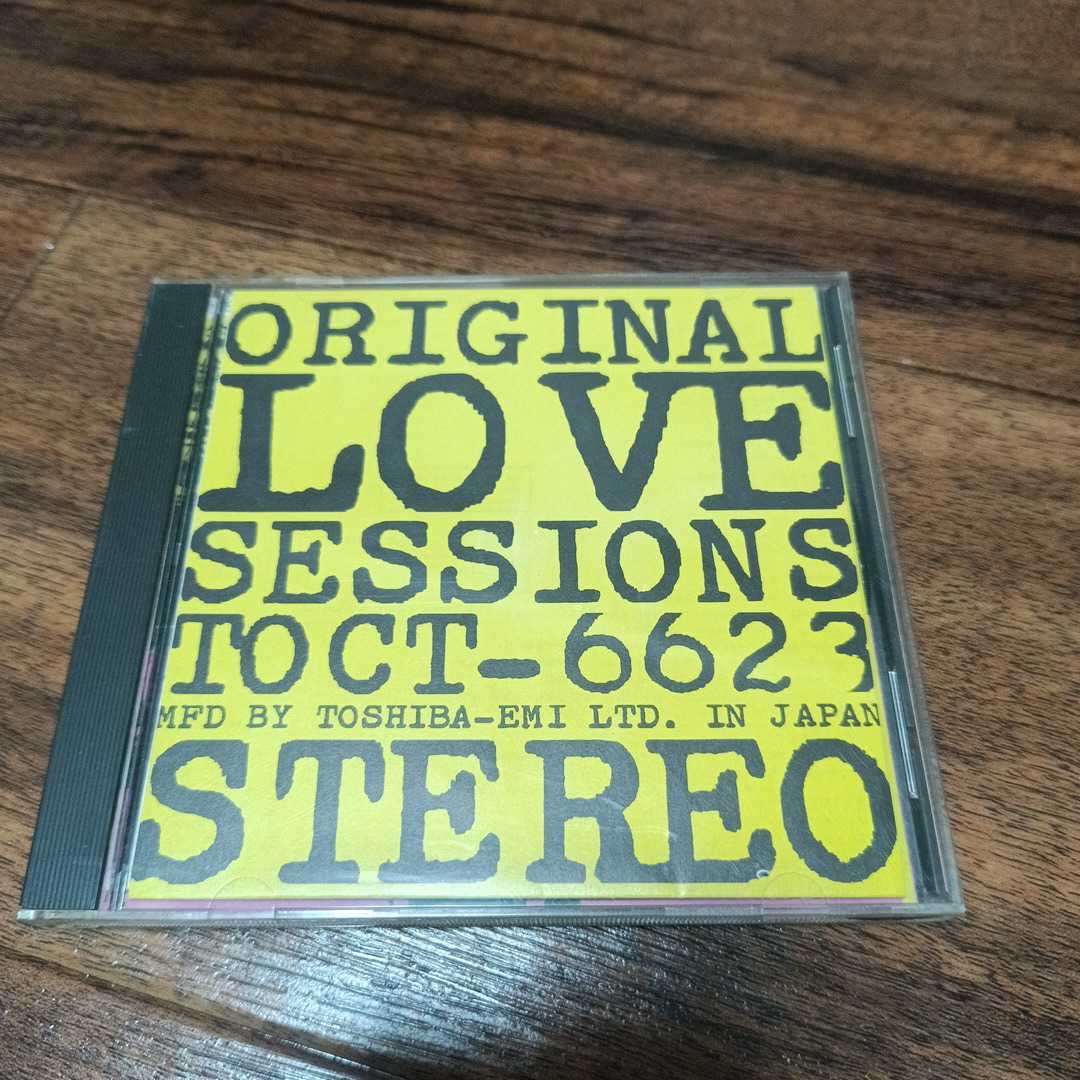 ORIGINAL
LOVE
SESSIONS
TOCT-6623
MFD BY TOSHIBA-EMI LTD. IN JAPAN
STEREO